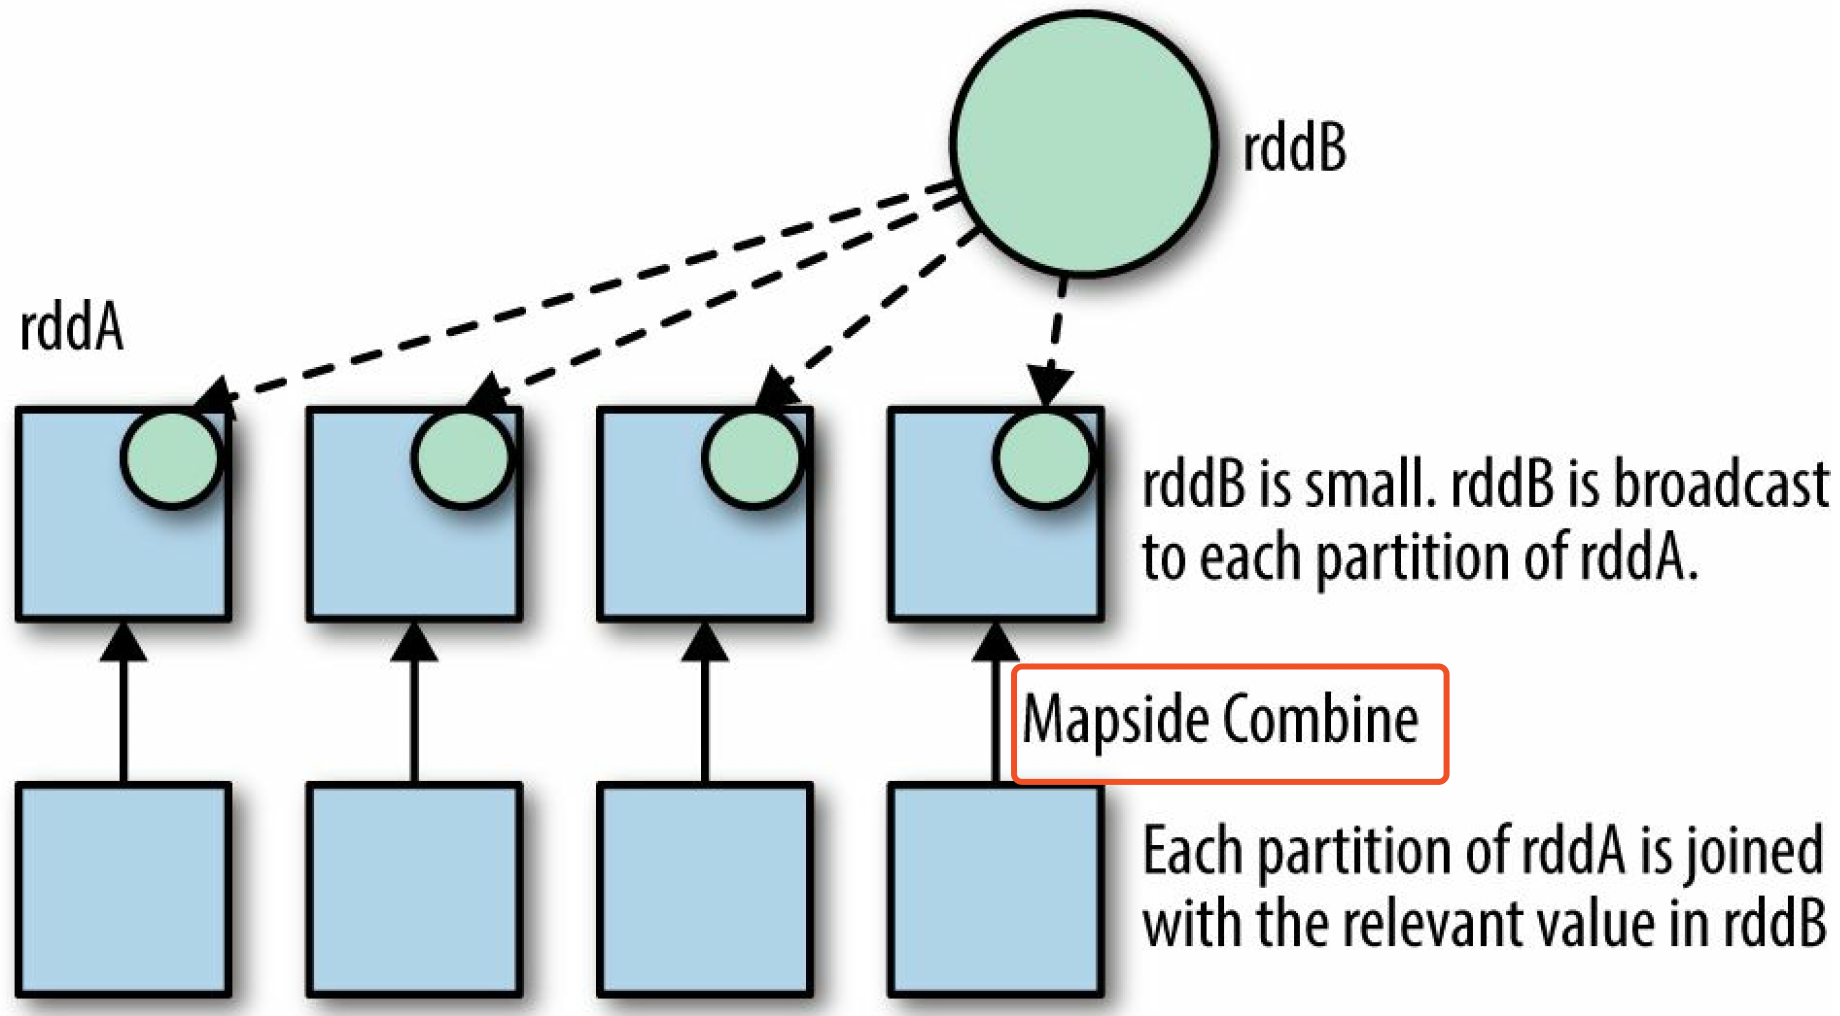 rddB
rddA
rddB is small. rddB is broadcast
to each partition of rddA.
Mapside Combine
Each partition of rddA is joined
with the relevant value in rddB